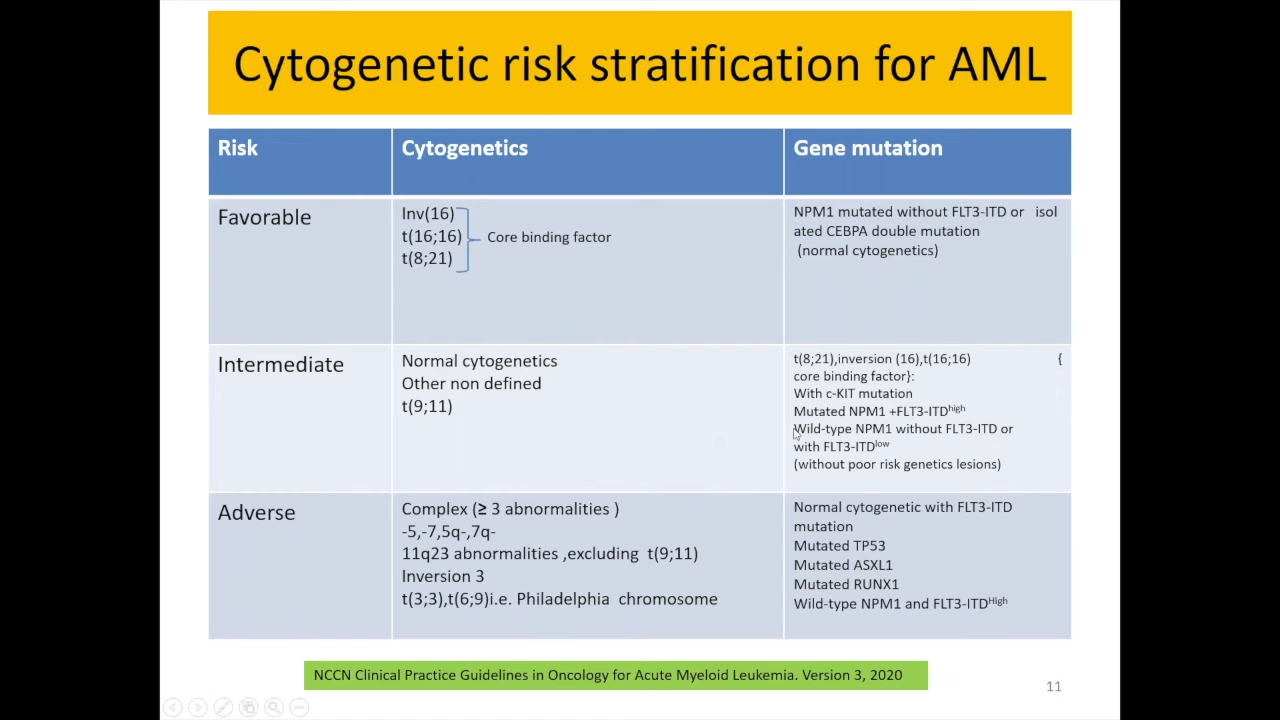 Cytogenetic risk stratification for AML
Risk
Cytogenetics
Gene mutation
Favorable
Inv(16)
t(16;16)
t(8;21)
Core binding factor
NPM1 mutated without FLT3-ITD or isol
ated CEBPA double mutation
(normal cytogenetics)
Intermediate
Normal cytogenetics
Other non defined
t(9;11)
t(8;21),inversion (16),t(16;16) {
core binding factor}:
With c-KIT mutation
Mutated NPM1 +FLT3-ITDhigh
Wild-type NPM1 without FLT3-ITD or
with FLT3-ITDlow
(without poor risk genetics lesions)
Adverse
Complex (≥ 3 abnormalities )
-5,-7,5q-,7q-
11q23 abnormalities ,excluding t(9;11)
Inversion 3
t(3;3),t(6;9)i.e. Philadelphia chromosome
Normal cytogenetic with FLT3-ITD
mutation
Mutated TP53
Mutated ASXL1
Mutated RUNX1
Wild-type NPM1 and FLT3-ITDHigh
NCCN Clinical Practice Guidelines in Oncology for Acute Myeloid Leukemia. Version 3, 2020
11